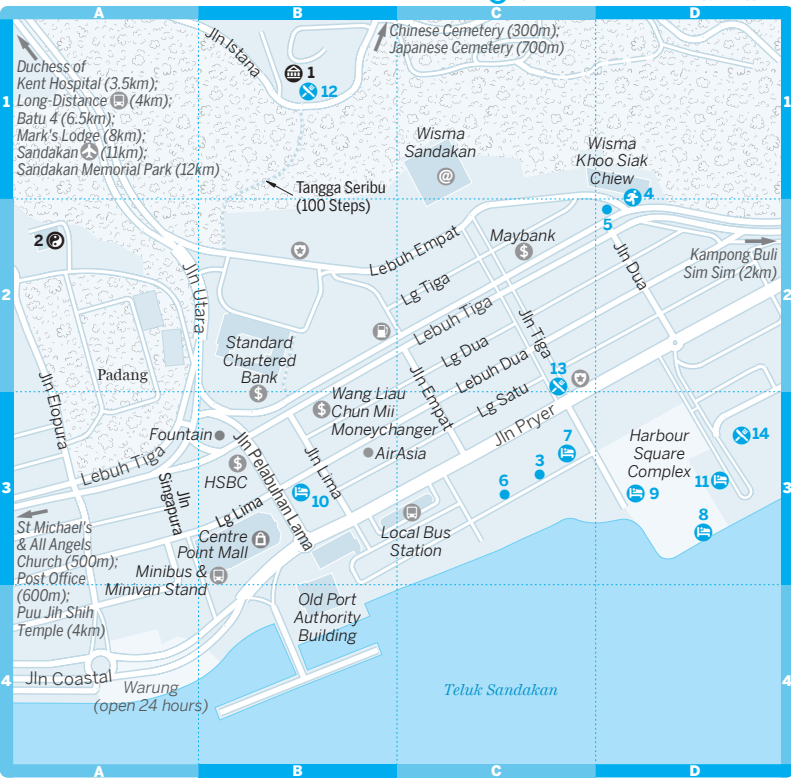 A
B
C
D
1
2
3
4
1
2
3
4
A
B
C
D
Jln Istana
Chinese Cemetery (300m);
Japanese Cemetery (700m)
Duchess of
Kent Hospital (3.5km);
Long-Distance (4km);
Batu 4 (6.5km);
Mark's Lodge (8km);
Sandakan (11km);
Sandakan Memorial Park (12km)
1
12
Wisma
Sandakan
@
Wisma
Khoo Siak
Chiew
4
5
Tangga Seribu
(100 Steps)
2
Jln Utara
Lebuh Empat
Maybank
$
Jln Dua
Kampong Buli
Sim Sim (2km)
Lg Tiga
Lebuh Tiga
Jln Tiga
Lg Dua
Lebuh Dua
Standard
Chartered
Bank
$
Padang
Jln Elopura
Jln Empat
Lg Satu
13
Wang Liau
Chun Mii
Moneychanger
$
Jln Pryer
Fountain
AirAsia
Jln Pelabuhan Lama
Jln Lima
Lebuh Tiga
HSBC
$
Jln
Singapura
Lg Lima
10
7
3
6
Harbour
Square
Complex
14
11
9
8
St Michael's
& All Angels
Church (500m);
Post Office
(600m);
Puu Jih Shih
Temple (4km)
Centre
Point Mall
Minibus &
Minivan Stand
Local Bus
Station
Old Port
Authority
Building
Jln Coastal
Warung
(open 24 hours)
Teluk Sandakan